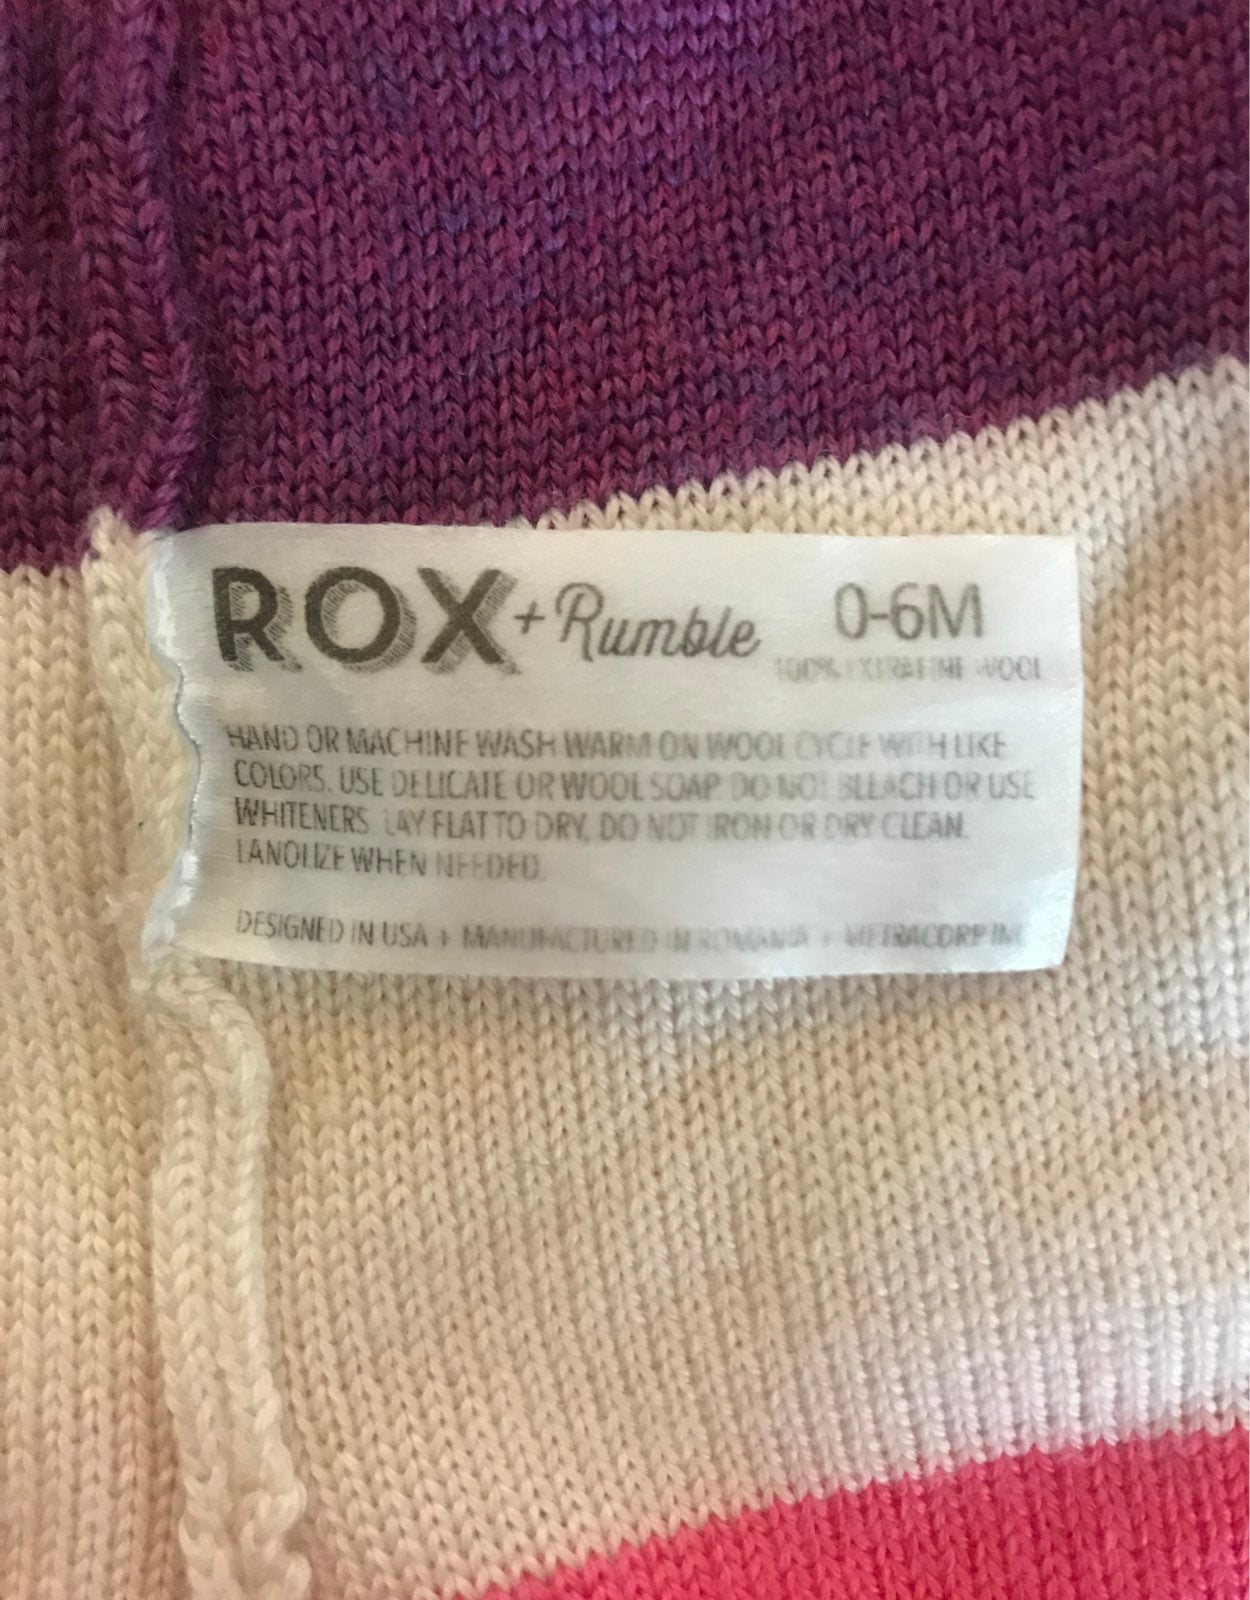 ROX + Rumble 0-6M
100% EXTRAFINE WOOL
HAND OR MACHINE WASH WARM ON WOOL CYCLE WITH LIKE
COLORS. USE DELICATE OR WOOL SOAP. DO NOT BLEACH OR USE
WHITENERS. LAY FLAT TO DRY, DO NOT IRON OR DRY CLEAN.
LANOLIZE WHEN NEEDED.
DESIGNED IN USA + MANUFACTURED IN ROMANIA + METRACORP INC